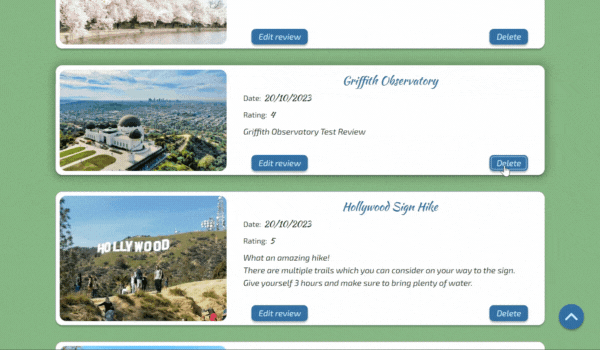 Edit review
Delete
Griffith Observatory
Date: 20/10/2023
Rating: 4
Griffith Observatory Test Review
Edit review
Delete
HOLLYWOOD
Hollywood Sign Hike
Date: 20/10/2023
Rating: 5
What an amazing hike!
There are multiple trails which you can consider on your way to the sign.
Give yourself 3 hours and make sure to bring plenty of water.
Edit review
Delete